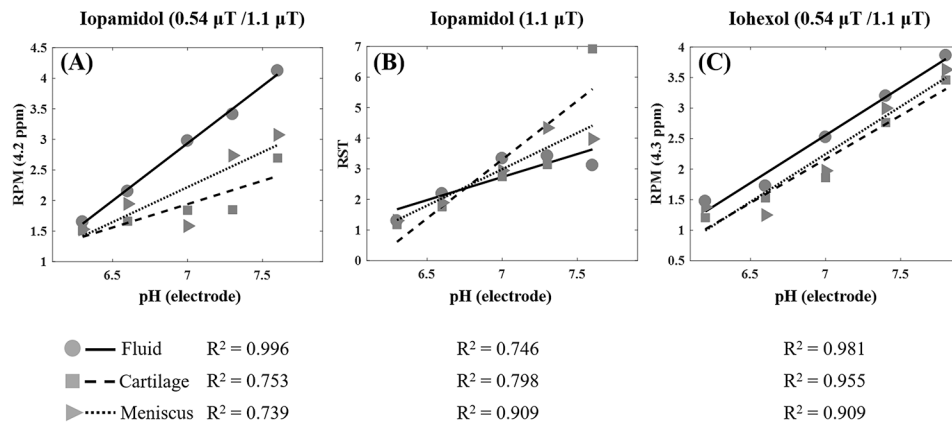 Iopamidol (0.54 µT /1.1 µT)
Iopamidol (1.1 µT)
Iohexol (0.54 µT /1.1 µT)
(A)
RPM (4.2 ppm)
4.5
4
3.5
3
2.5
2
1.5
1
6.5
7
7.5
pH (electrode)
(B)
RST
7
6
5
4
3
2
1
0
6.5
7
7.5
pH (electrode)
(C)
RPM (4.3 ppm)
4
3.5
3
2.5
2
1.5
1
0.5
6.5
7
7.5
pH (electrode)
Fluid R² = 0.996 R² = 0.746 R² = 0.981
Cartilage R² = 0.753 R² = 0.798 R² = 0.955
Meniscus R² = 0.739 R² = 0.909 R² = 0.909